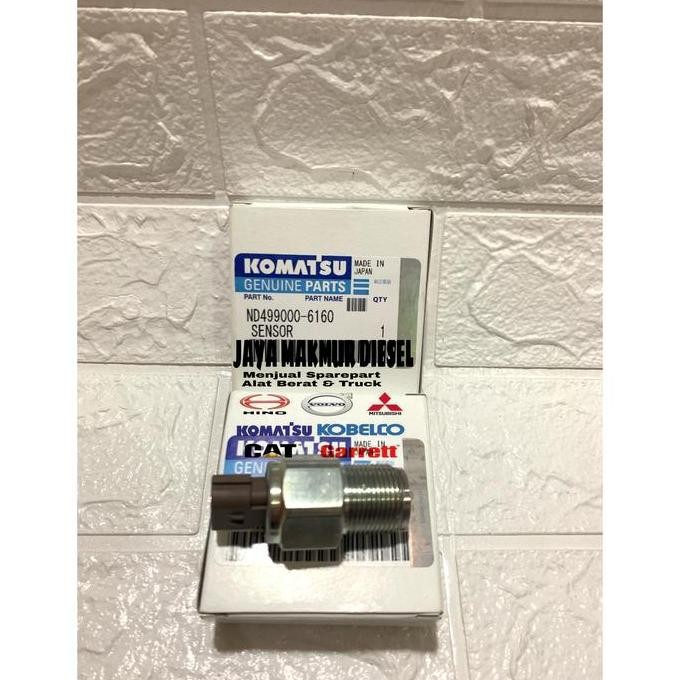 KOMATSU
GENUINE PARTS
MADE IN
JAPAN
PART No. PART NAME QTY
ND499000-6160
SENSOR 1
JAYA MAKMUR DIESEL
Menjual Sparepart
Alat Berat & Truck
HINO VOLVO MITSUBISHI
KOMATSU KOBELCO
CAT Garrett
KOMATSU
MADE IN